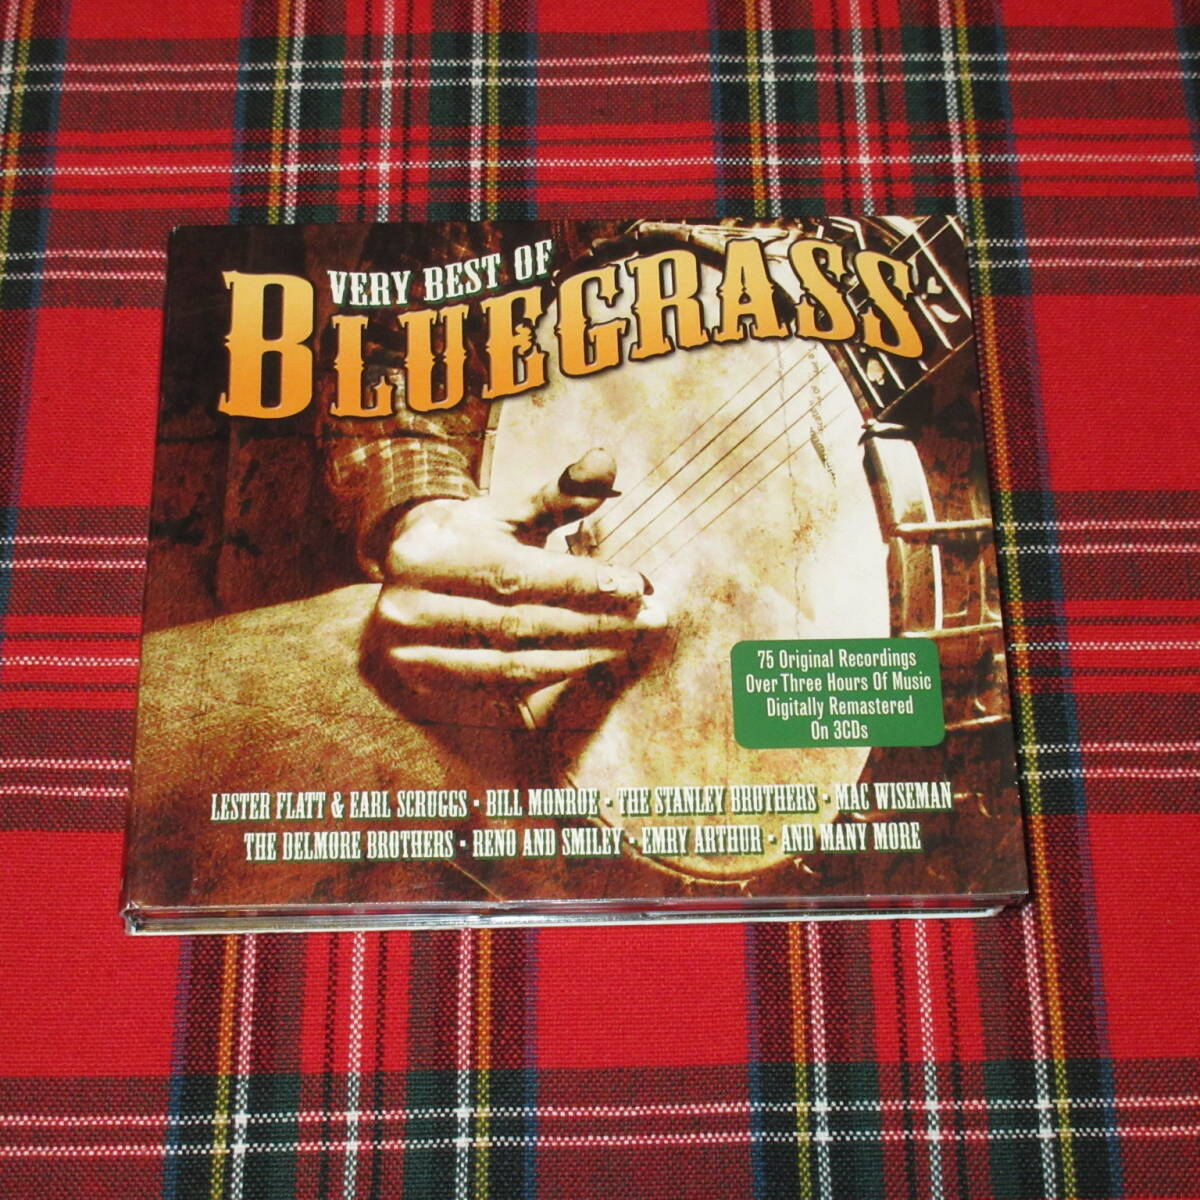 VERY BEST OF
BLUEGRASS
75 Original Recordings
Over Three Hours Of Music
Digitally Remastered
On 3CDs
LESTER FLATT & EARL SCRUGGS • BILL MONROE • THE STANLEY BROTHERS • MAC WISEMAN
THE DELMORE BROTHERS • RENO AND SMILEY • EMRY ARTHUR • AND MANY MORE